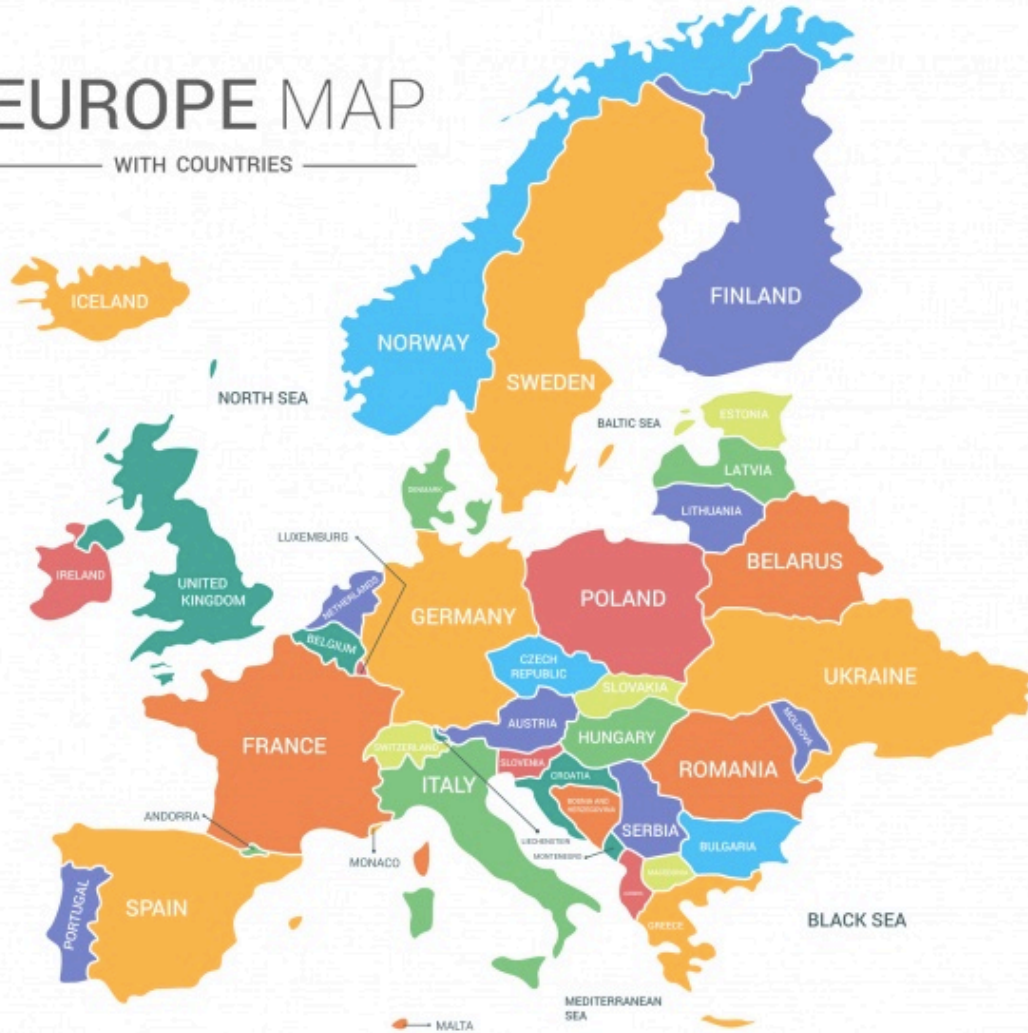 EUROPE MAP
WITH COUNTRIES
ICELAND
NORWAY
SWEDEN
FINLAND
NORTH SEA
BALTIC SEA
ESTONIA
LATVIA
LITHUANIA
DENMARK
LUXEMBURG
IRELAND
UNITED
KINGDOM
NETHERLANDS
BELGIUM
GERMANY
POLAND
BELARUS
CZECH
REPUBLIC
SLOVAKIA
UKRAINE
FRANCE
SWITZERLAND
AUSTRIA
HUNGARY
MOLDOVA
SLOVENIA
ITALY
CROATIA
ROMANIA
BOSNIA AND
HERZEGOVINA
SERBIA
ANDORRA
MONACO
LIECHENSTEIN
MONTENEGRO
BULGARIA
MACEDONIA
PORTUGAL
SPAIN
GREECE
BLACK SEA
MEDITERRANEAN
SEA
MALTA